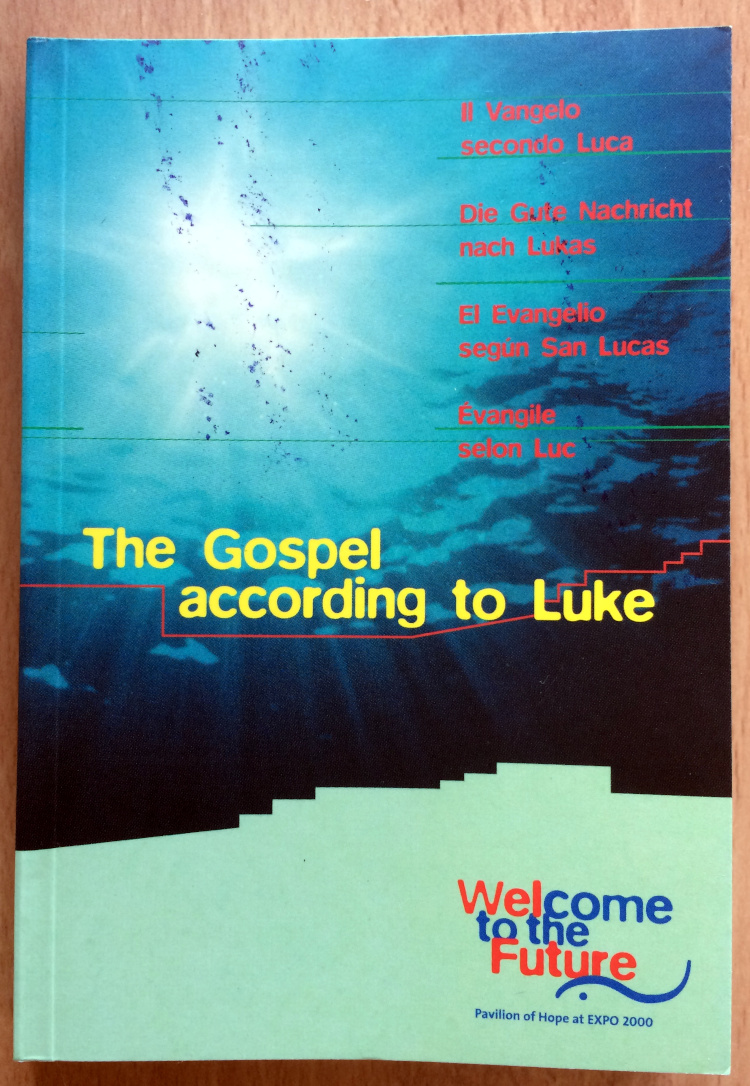 Il Vangelo
secondo Luca
Die Gute Nachricht
nach Lukas
El Evangelio
según San Lucas
Évangile
selon Luc
The Gospel
according to Luke
Welcome
to the
Future
Pavilion of Hope at EXPO 2000